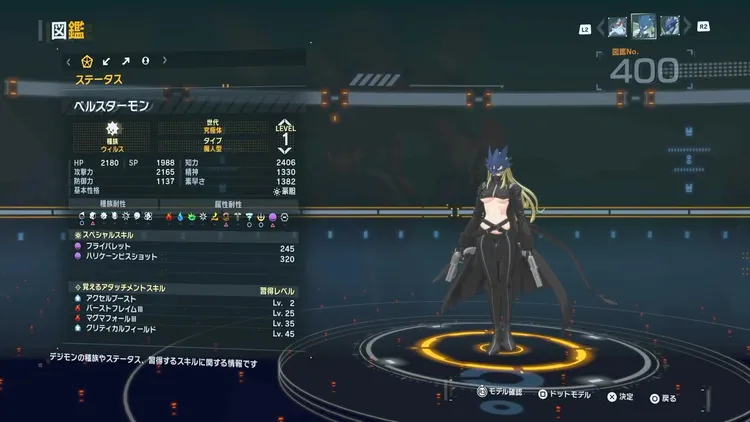 図鑑
L2
R2
図鑑No.
400
ステータス
ベルスターモン
種族
ウィルス
世代
究極体
タイプ
魔人型
LEVEL
1
HP 2180 SP 1988 知力 2406
攻撃力 2165 精神 1330
防御力 1137 素早さ 1382
基本性格 豪胆
種族耐性 属性耐性
スペシャルスキル
フライバレット 245
ハリケーンビスショット 320
覚えるアタッチメントスキル 習得レベル
アクセルブースト Lv. 2
バーストフレイムⅢ Lv. 25
マグマフォールⅢ Lv. 35
クリティカルフィールド Lv. 45
デジモンの種族やステータス、習得するスキルに関する情報です
R3 モデル確認 ドットモデル 決定 戻る